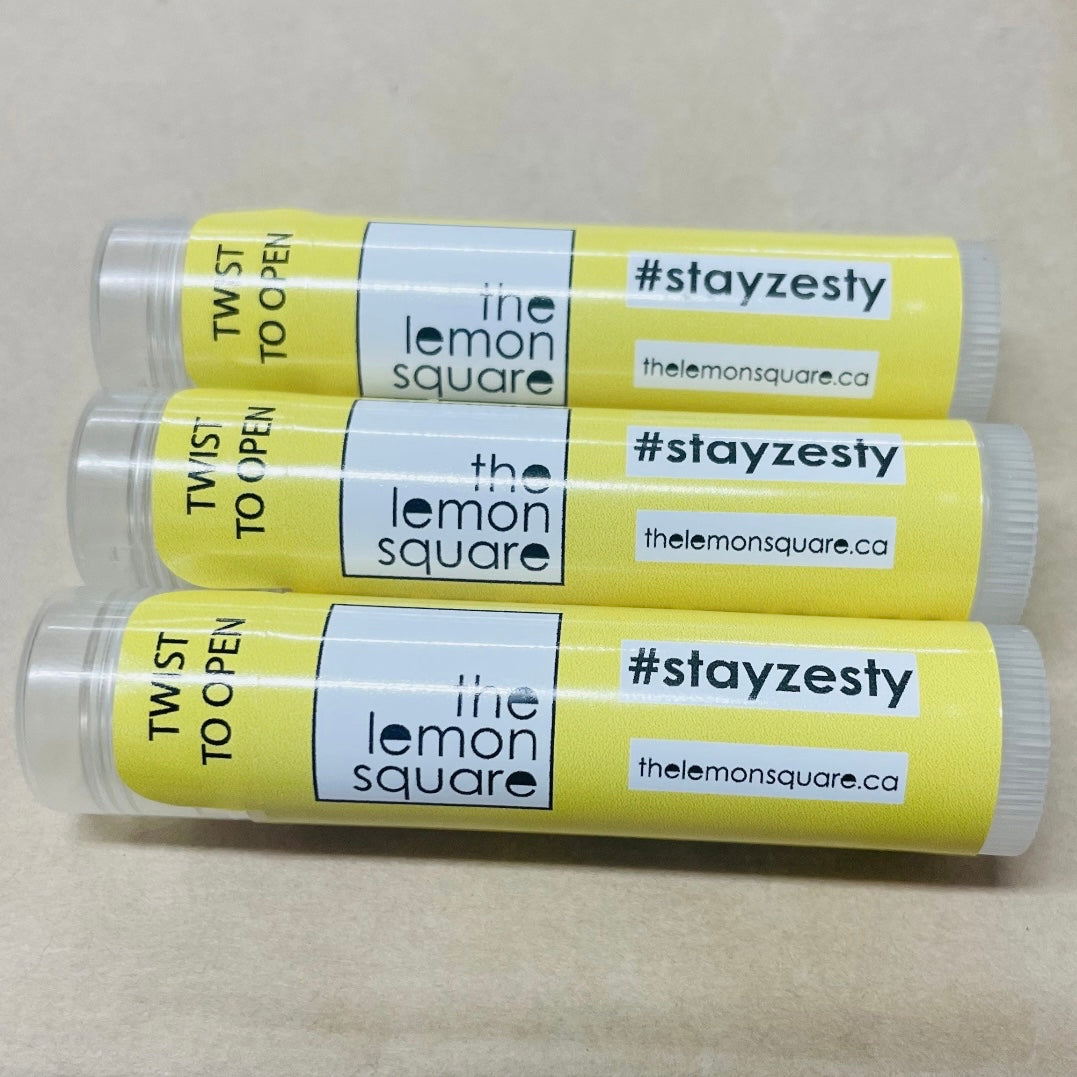 TWIST
TO OPEN
the
lemon
square
#stayzesty
thelemonsquare.ca
TWIST
TO OPEN
the
lemon
square
#stayzesty
thelemonsquare.ca
TWIST
TO OPEN
the
lemon
square
#stayzesty
thelemonsquare.ca